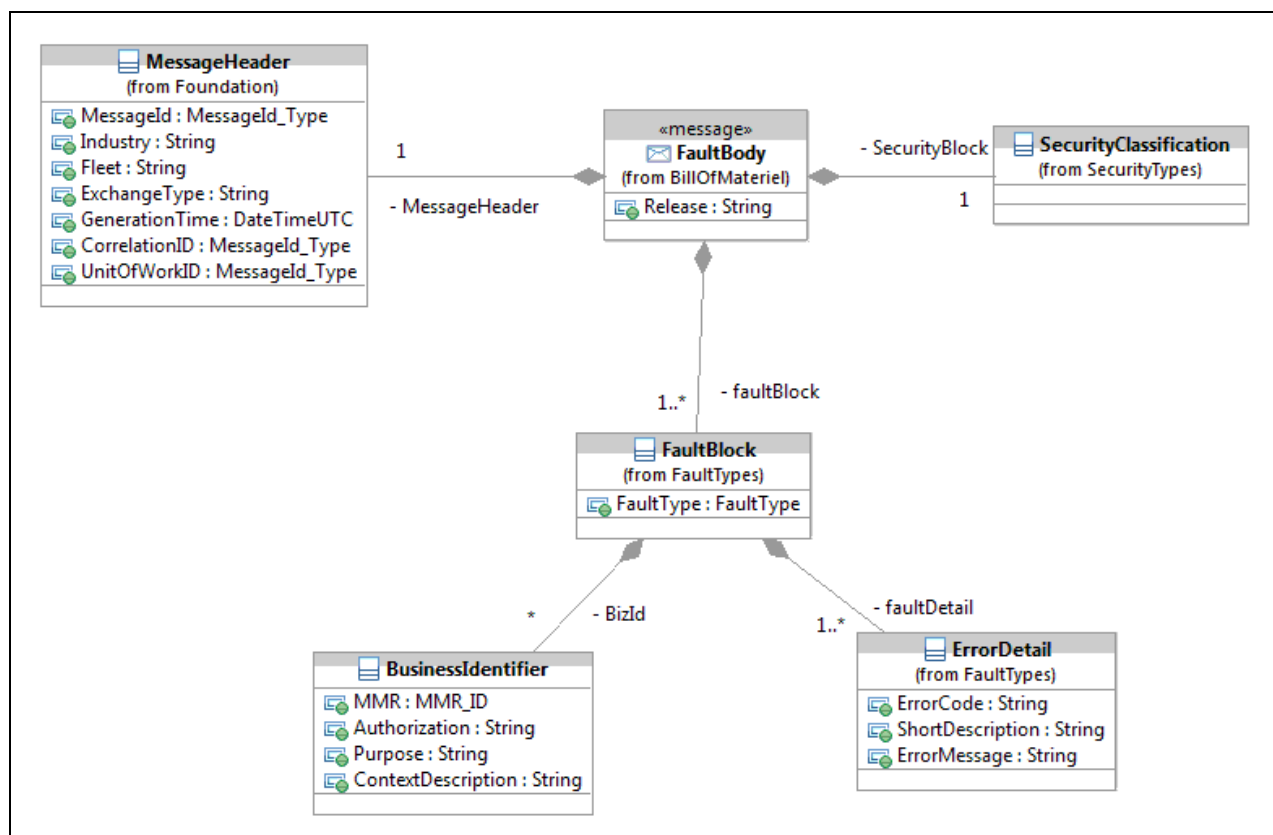 MessageHeader
(from Foundation)
MessageId : MessageId_Type
Industry : String
Fleet : String
ExchangeType : String
GenerationTime : DateTimeUTC
CorrelationID : MessageId_Type
UnitOfWorkID : MessageId_Type
1
- MessageHeader
«message»
FaultBody
(from BillOfMateriel)
Release : String
- SecurityBlock
1
SecurityClassification
(from SecurityTypes)
- faultBlock
1..*
FaultBlock
(from FaultTypes)
FaultType : FaultType
*
- BizId
- faultDetail
1..*
BusinessIdentifier
MMR : MMR_ID
Authorization : String
Purpose : String
ContextDescription : String
ErrorDetail
(from FaultTypes)
ErrorCode : String
ShortDescription : String
ErrorMessage : String